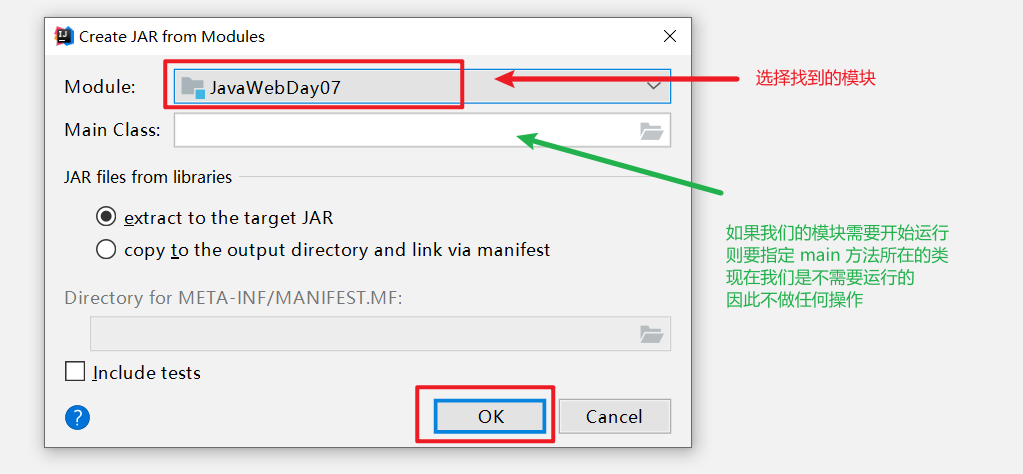 Create JAR from Modules
Module: JavaWebDay07
选择找到的模块
Main Class:
JAR files from libraries
extract to the target JAR
copy to the output directory and link via manifest
如果我们的模块需要开始运行
则要指定 main 方法所在的类
现在我们是不需要运行的
因此不做任何操作
Directory for META-INF/MANIFEST.MF:
Include tests
?
OK
Cancel